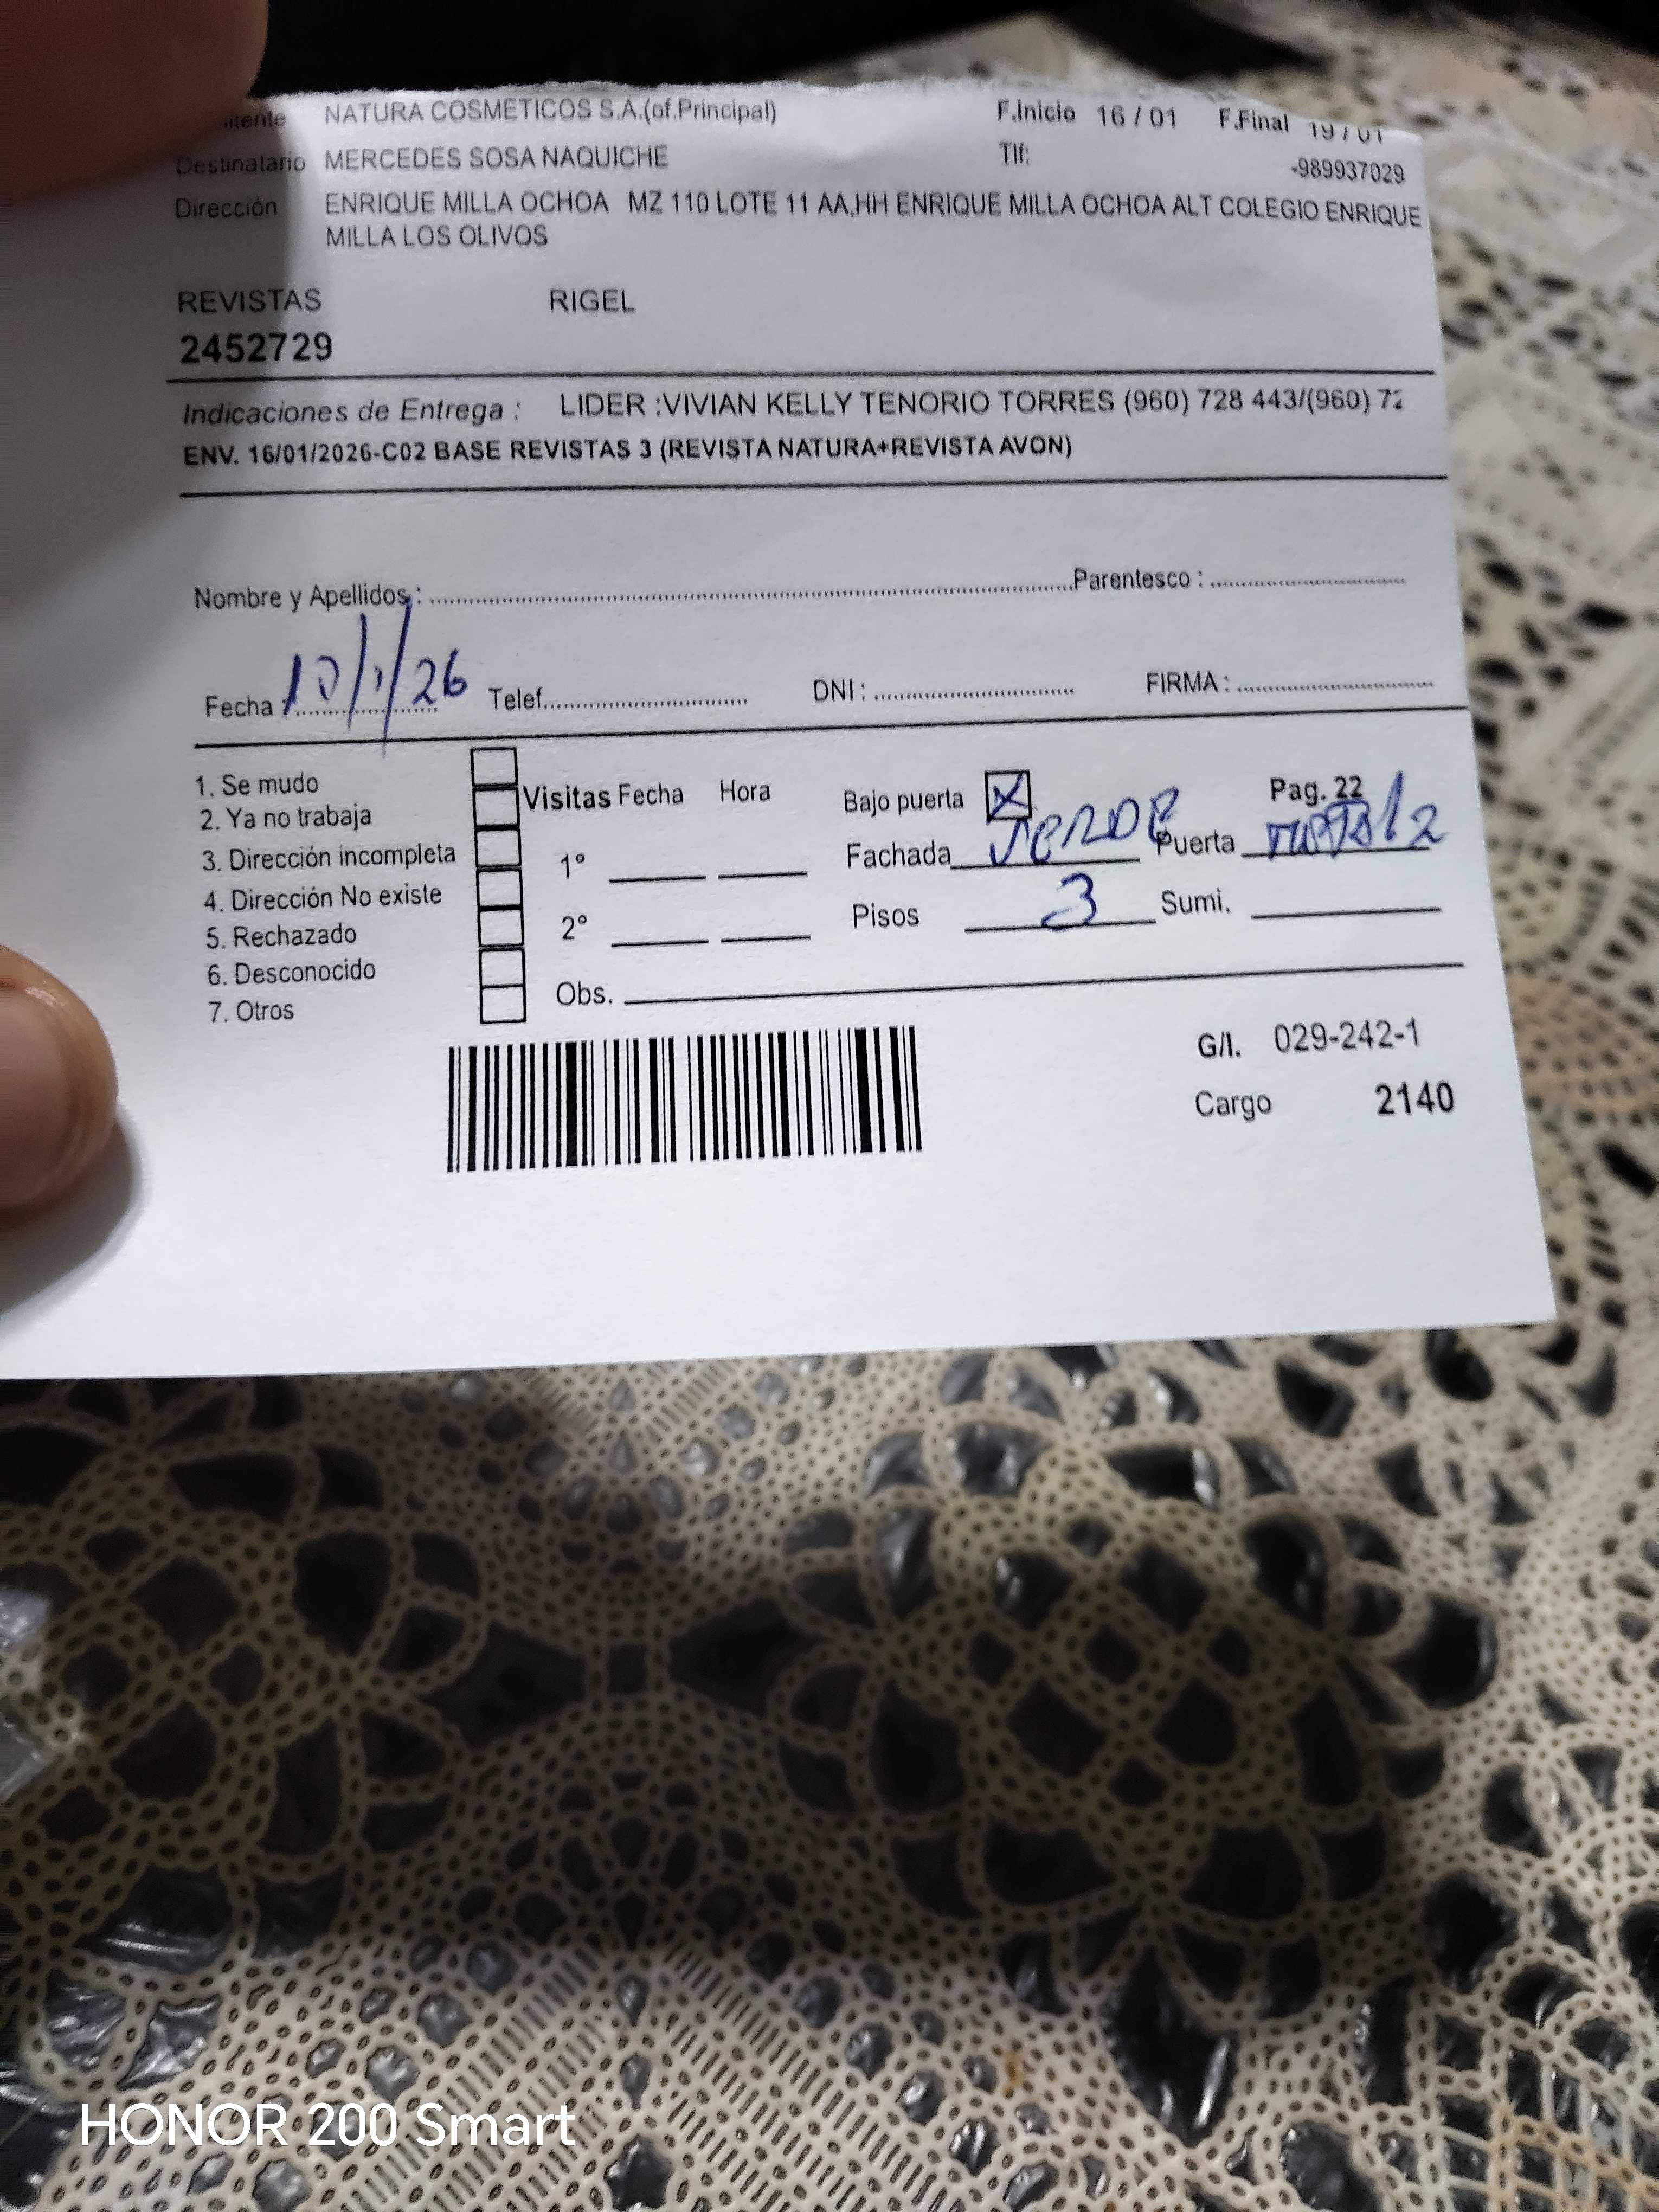 NATURA COSMETICOS S.A.(of.Principal) F.Inicio 16 / 01 F.Final 19 / 01
Destinatario MERCEDES SOSA NAQUICHE Tlf: -989937029
Dirección ENRIQUE MILLA OCHOA MZ 110 LOTE 11 AA.HH ENRIQUE MILLA OCHOA ALT COLEGIO ENRIQUE
MILLA LOS OLIVOS
REVISTAS RIGEL
2452729
Indicaciones de Entrega : LIDER :VIVIAN KELLY TENORIO TORRES (960) 728 443/(960) 72
ENV. 16/01/2026-C02 BASE REVISTAS 3 (REVISTA NATURA+REVISTA AVON)
Nombre y Apellidos : Parentesco :
Fecha Telef. DNI : FIRMA :
1. Se mudo
2. Ya no trabaja
3. Dirección incompleta
4. Dirección No existe
5. Rechazado
6. Desconocido
7. Otros
Visitas Fecha Hora
1º
2º
Obs.
Bajo puerta X Pag. 22
Fachada Puerta
Pisos 3 Sumi.
G/l. 029-242-1
Cargo 2140
HONOR 200 Smart